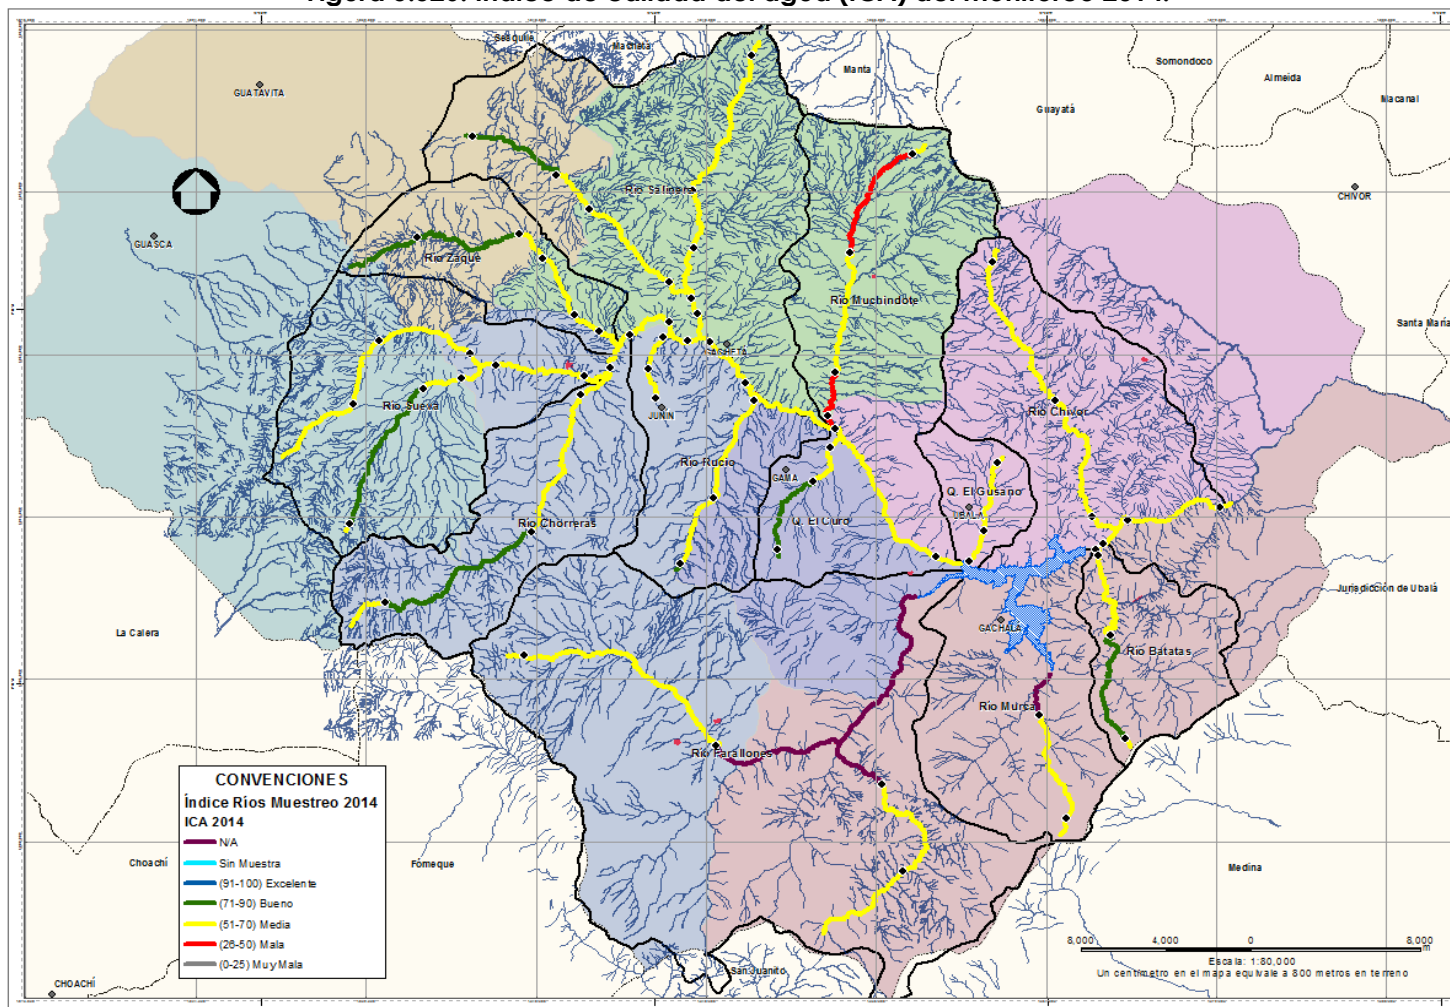 Sesquile
Macheta
Manta
Somondoco
Almeida
Macanal
Guayatá
GUATAVITA
CHIVOR
GUASCA
Río Salinero
Río Zaque
Río Muchindote
Santa María
GACHETA
Río Sueva
JUNIN
Río Chivor
Río Rucio
GAMA
Q. El Gusano
UBALA
Río Chorreras
Q. El Curo
Jurisdicción de Ubalá
GACHALA
La Calera
Río Batatas
Río Murca
Río Farallones
CONVENCIONES
Índice Ríos Muestreo 2014
ICA 2014
N/A
Sin Muestra
(91-100) Excelente
(71-90) Bueno
(51-70) Media
(26-50) Mala
(0-25) Muy Mala
Choachí
Fómeque
Medina
San Juanito
CHOACHÍ
8,000 4,000 0 8,000
m
Escala: 1:80,000
Un centímetro en el mapa equivale a 800 metros en terreno